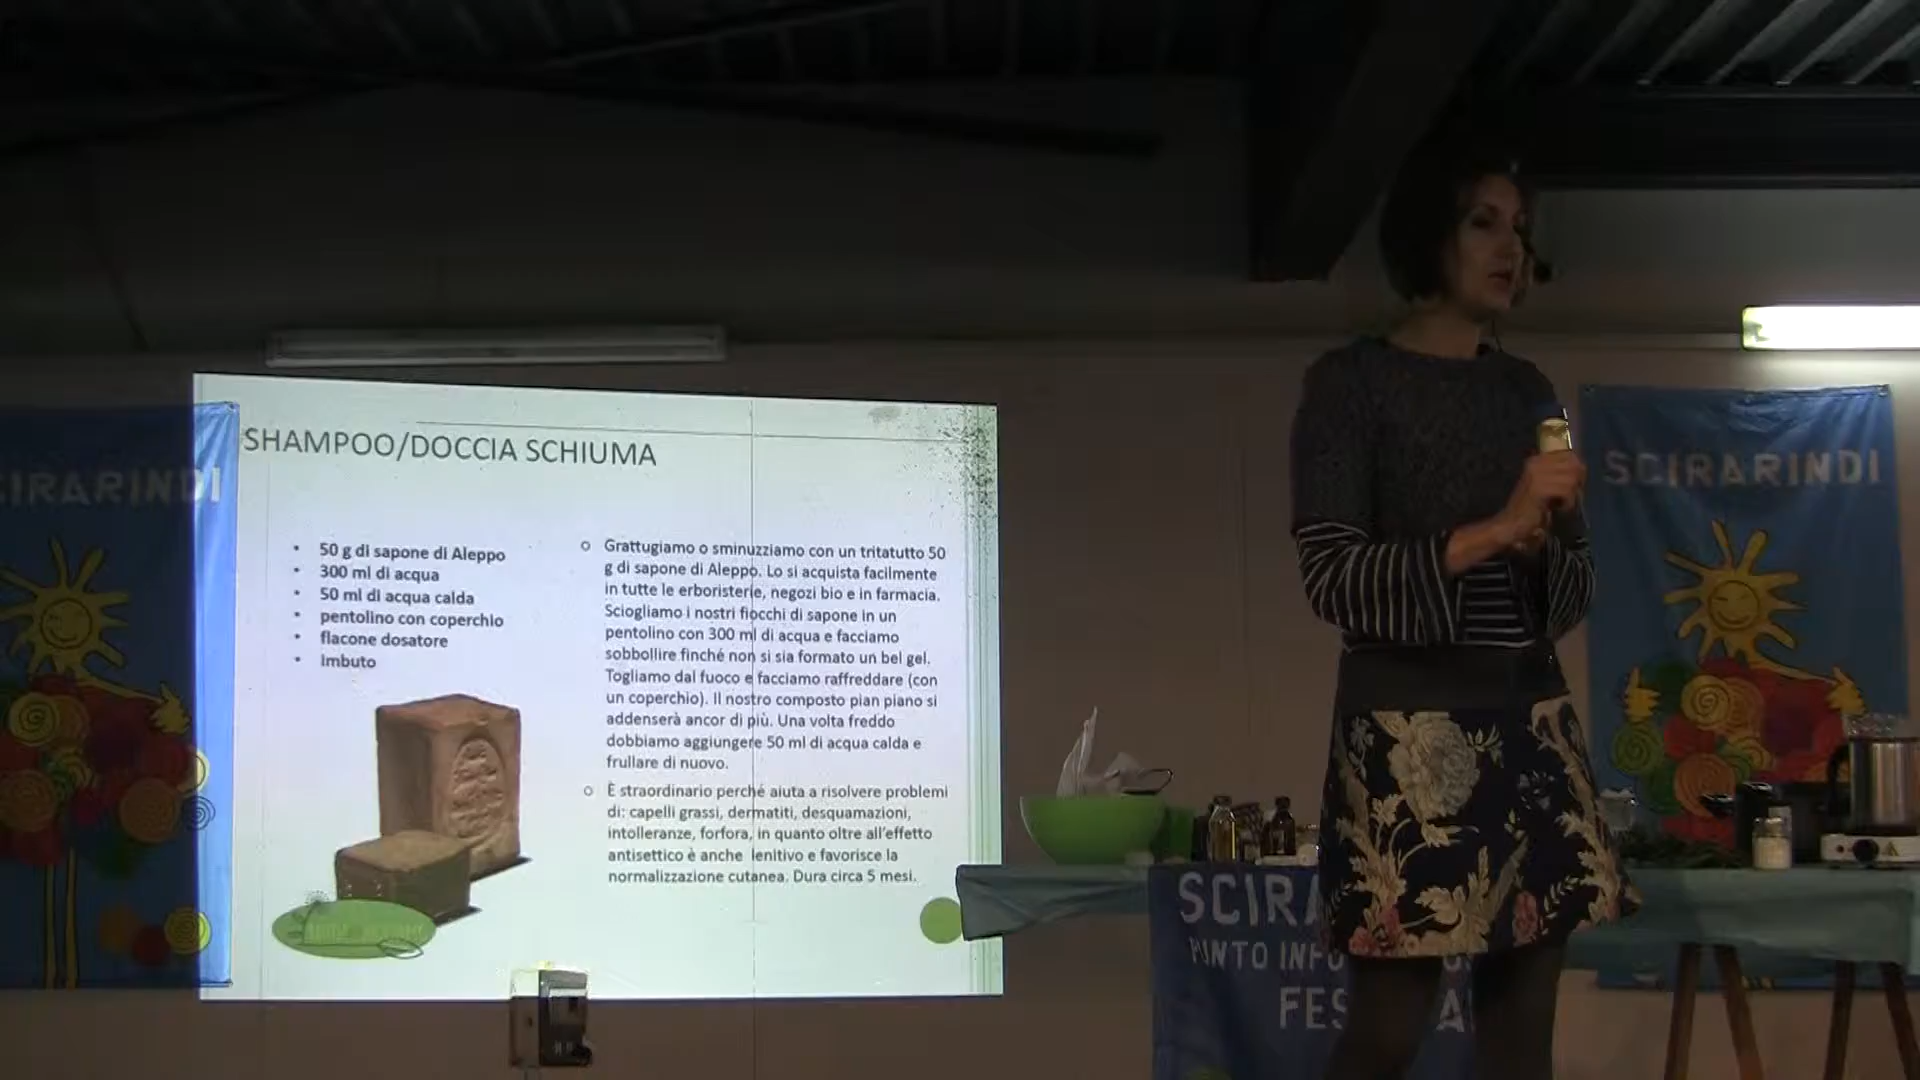 SCIRARINDI
SHAMPOO/DOCCIA SCHIUMA
• 50 g di sapone di Aleppo
• 300 ml di acqua
• 50 ml di acqua calda
• pentolino con coperchio
• flacone dosatore
• Imbuto
o Grattugiamo o sminuzziamo con un tritatutto 50
g di sapone di Aleppo. Lo si acquista facilmente
in tutte le erboristerie, negozi bio e in farmacia.
Sciogliamo i nostri fiocchi di sapone in un
pentolino con 300 ml di acqua e facciamo
sobbollire finché non si sia formato un bel gel.
Togliamo dal fuoco e facciamo raffreddare (con
un coperchio). Il nostro composto pian piano si
addenserà ancor di più. Una volta freddo
dobbiamo aggiungere 50 ml di acqua calda e
frullare di nuovo.
o È straordinario perché aiuta a risolvere problemi
di: capelli grassi, dermatiti, desquamazioni,
intolleranze, forfora, in quanto oltre all'effetto
antisettico è anche lenitivo e favorisce la
normalizzazione cutanea. Dura circa 5 mesi.
SCIRARINDI
SCIRA
PUNTO INFO
FES